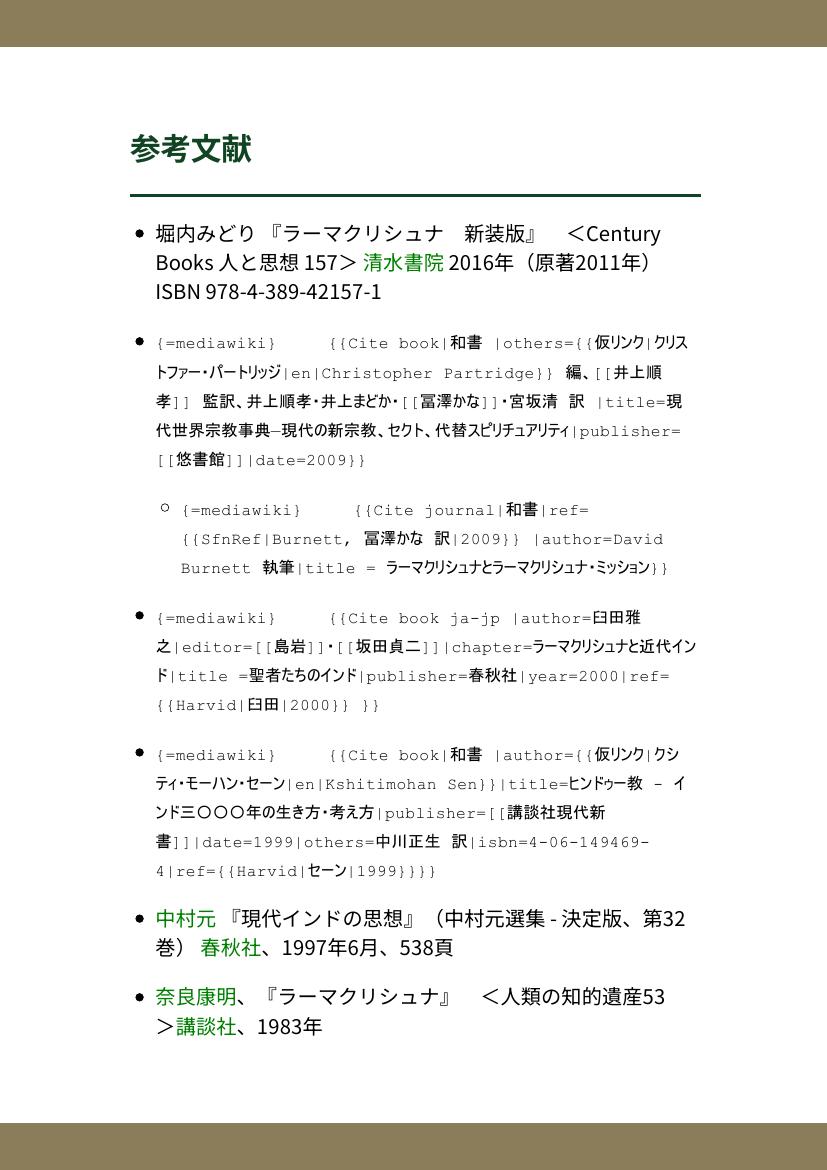 参考文献
堀内みどり 『ラーマクリシュナ　新装版』　＜Century
Books 人と思想 157＞ 清水書院 2016年（原著2011年）
ISBN 978-4-389-42157-1
{=mediawiki}　　{{Cite book|和書 |others={{仮リンク|クリス
トファー・パートリッジ|en|Christopher Partridge}} 編、[[井上順
孝]] 監訳、井上順孝・井上まどか・[[冨澤かな]]・宮坂清 訳 |title=現
代世界宗教事典—現代の新宗教、セクト、代替スピリチュアリティ|publisher=
[[悠書館]]|date=2009}}
{=mediawiki}　　{{Cite journal|和書|ref=
{{SfnRef|Burnett, 冨澤かな 訳|2009}} |author=David
Burnett 執筆|title = ラーマクリシュナとラーマクリシュナ・ミッション}}
{=mediawiki}　　{{Cite book ja-jp |author=臼田雅
之|editor=[[島岩]]・[[坂田貞二]]|chapter=ラーマクリシュナと近代イン
ド|title =聖者たちのインド|publisher=春秋社|year=2000|ref=
{{Harvid|臼田|2000}} }}
{=mediawiki}　　{{Cite book|和書 |author={{仮リンク|クシ
ティ・モーハン・セーン|en|Kshitimohan Sen}}|title=ヒンドゥー教 - イ
ンド三〇〇〇年の生き方・考え方|publisher=[[講談社現代新
書]]|date=1999|others=中川正生 訳|isbn=4-06-149469-
4|ref={{Harvid|セーン|1999}}}}
中村元 『現代インドの思想』（中村元選集 - 決定版、第32
巻） 春秋社、1997年6月、538頁
奈良康明、『ラーマクリシュナ』　＜人類の知的遺産53
＞講談社、1983年